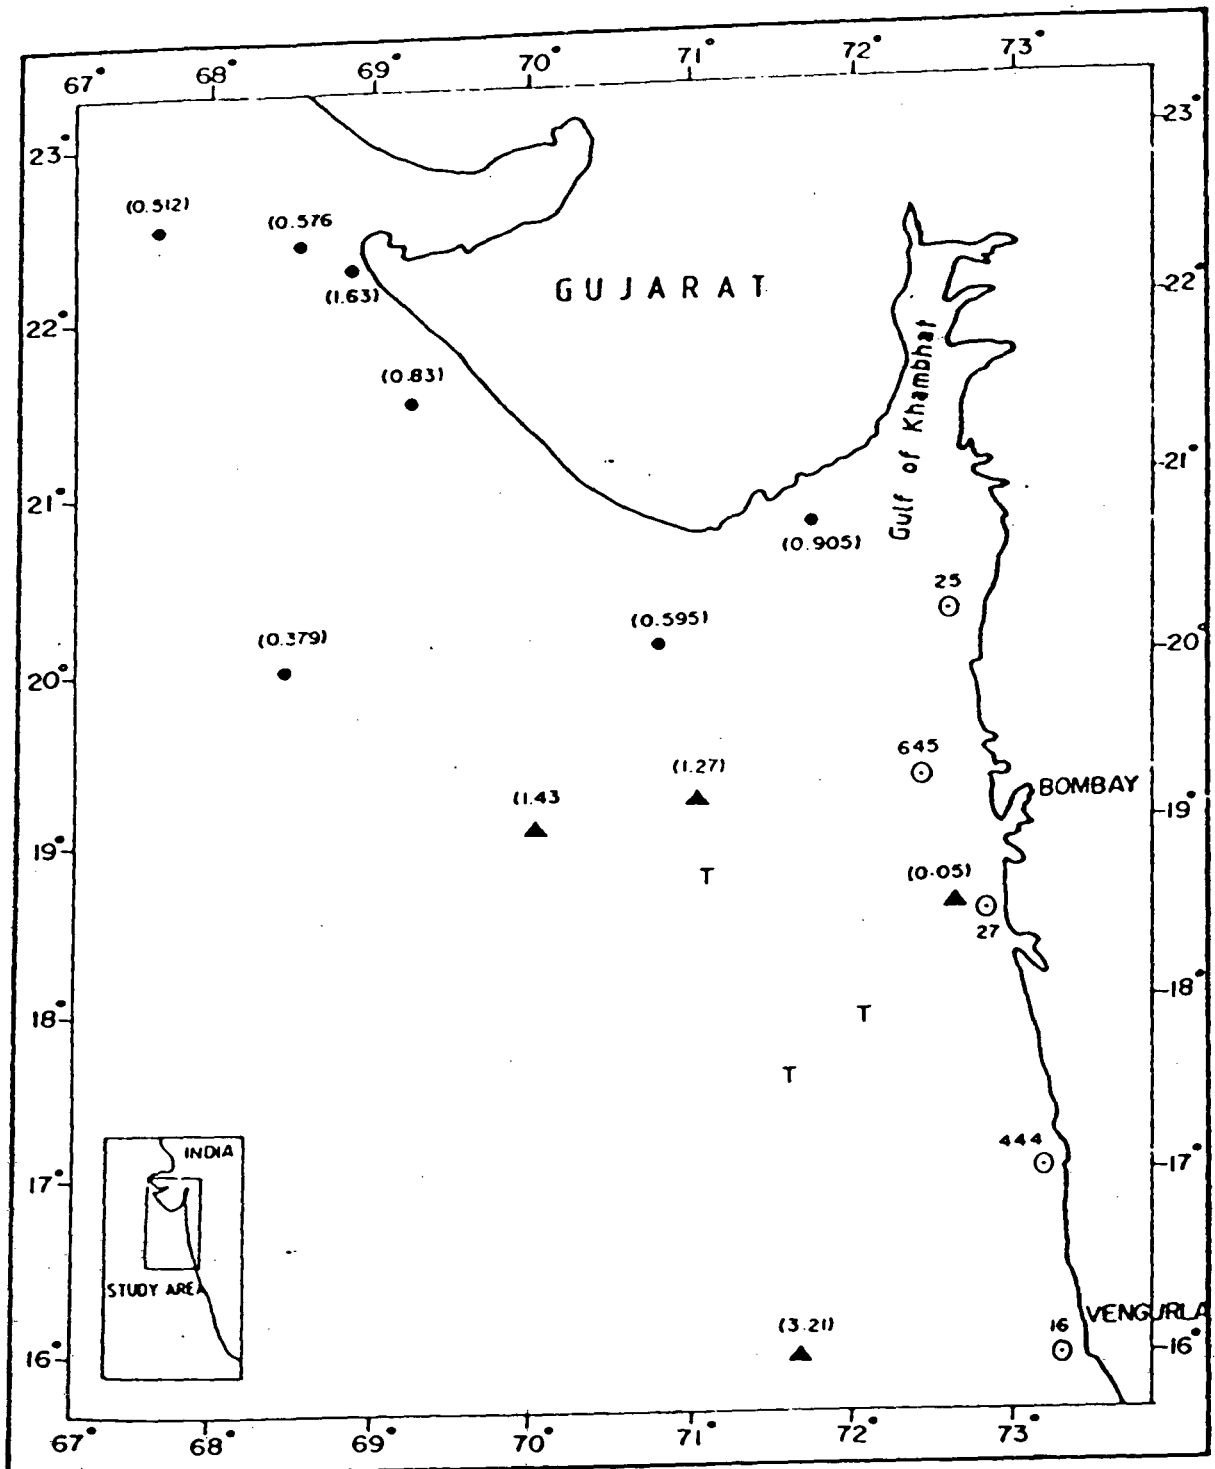 67° 68° 69° 70° 71° 72° 73°
23° 23°
(0.512) (0.576
(1.63)
GUJARAT
22° 22°
(0.83)
Gulf of Khambhat
21° 21°
(0.905)
25
(0.379) (0.595)
20° 20°
645
(1.43 (1.27)
BOMBAY
19° 19°
T
(0.05)
27
18° 18°
T
T
444
INDIA
17° 17°
STUDY AREA
VENGURLA
(3.21) 16
16° 16°
67° 68° 69° 70° 71° 72° 73°